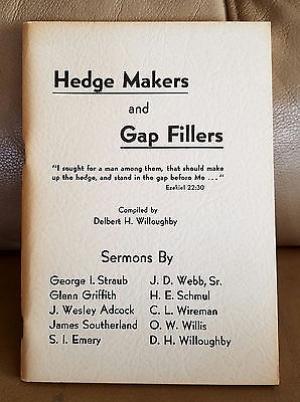 Hedge Makers
and
Gap Fillers
"I sought for a man among them, that should make
up the hedge, and stand in the gap before Me ..."
Ezekiel 22:30
Compiled by
Delbert H. Willoughby
Sermons By
George I. Straub
Glenn Griffith
J. Wesley Adcock
James Southerland
S. I. Emery
J. D. Webb, Sr.
H. E. Schmul
C. L. Wireman
O. W. Willis
D. H. Willoughby